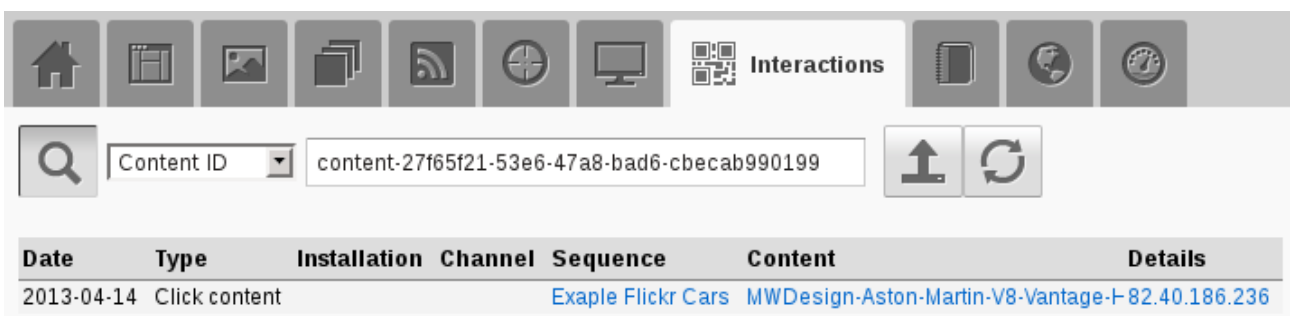 Interactions
Content ID content-27f65f21-53e6-47a8-bad6-cbecab990199
Date Type Installation Channel Sequence Content Details
2013-04-14 Click content Exaple Flickr Cars MWDesign-Aston-Martin-V8-Vantage-H 82.40.186.236